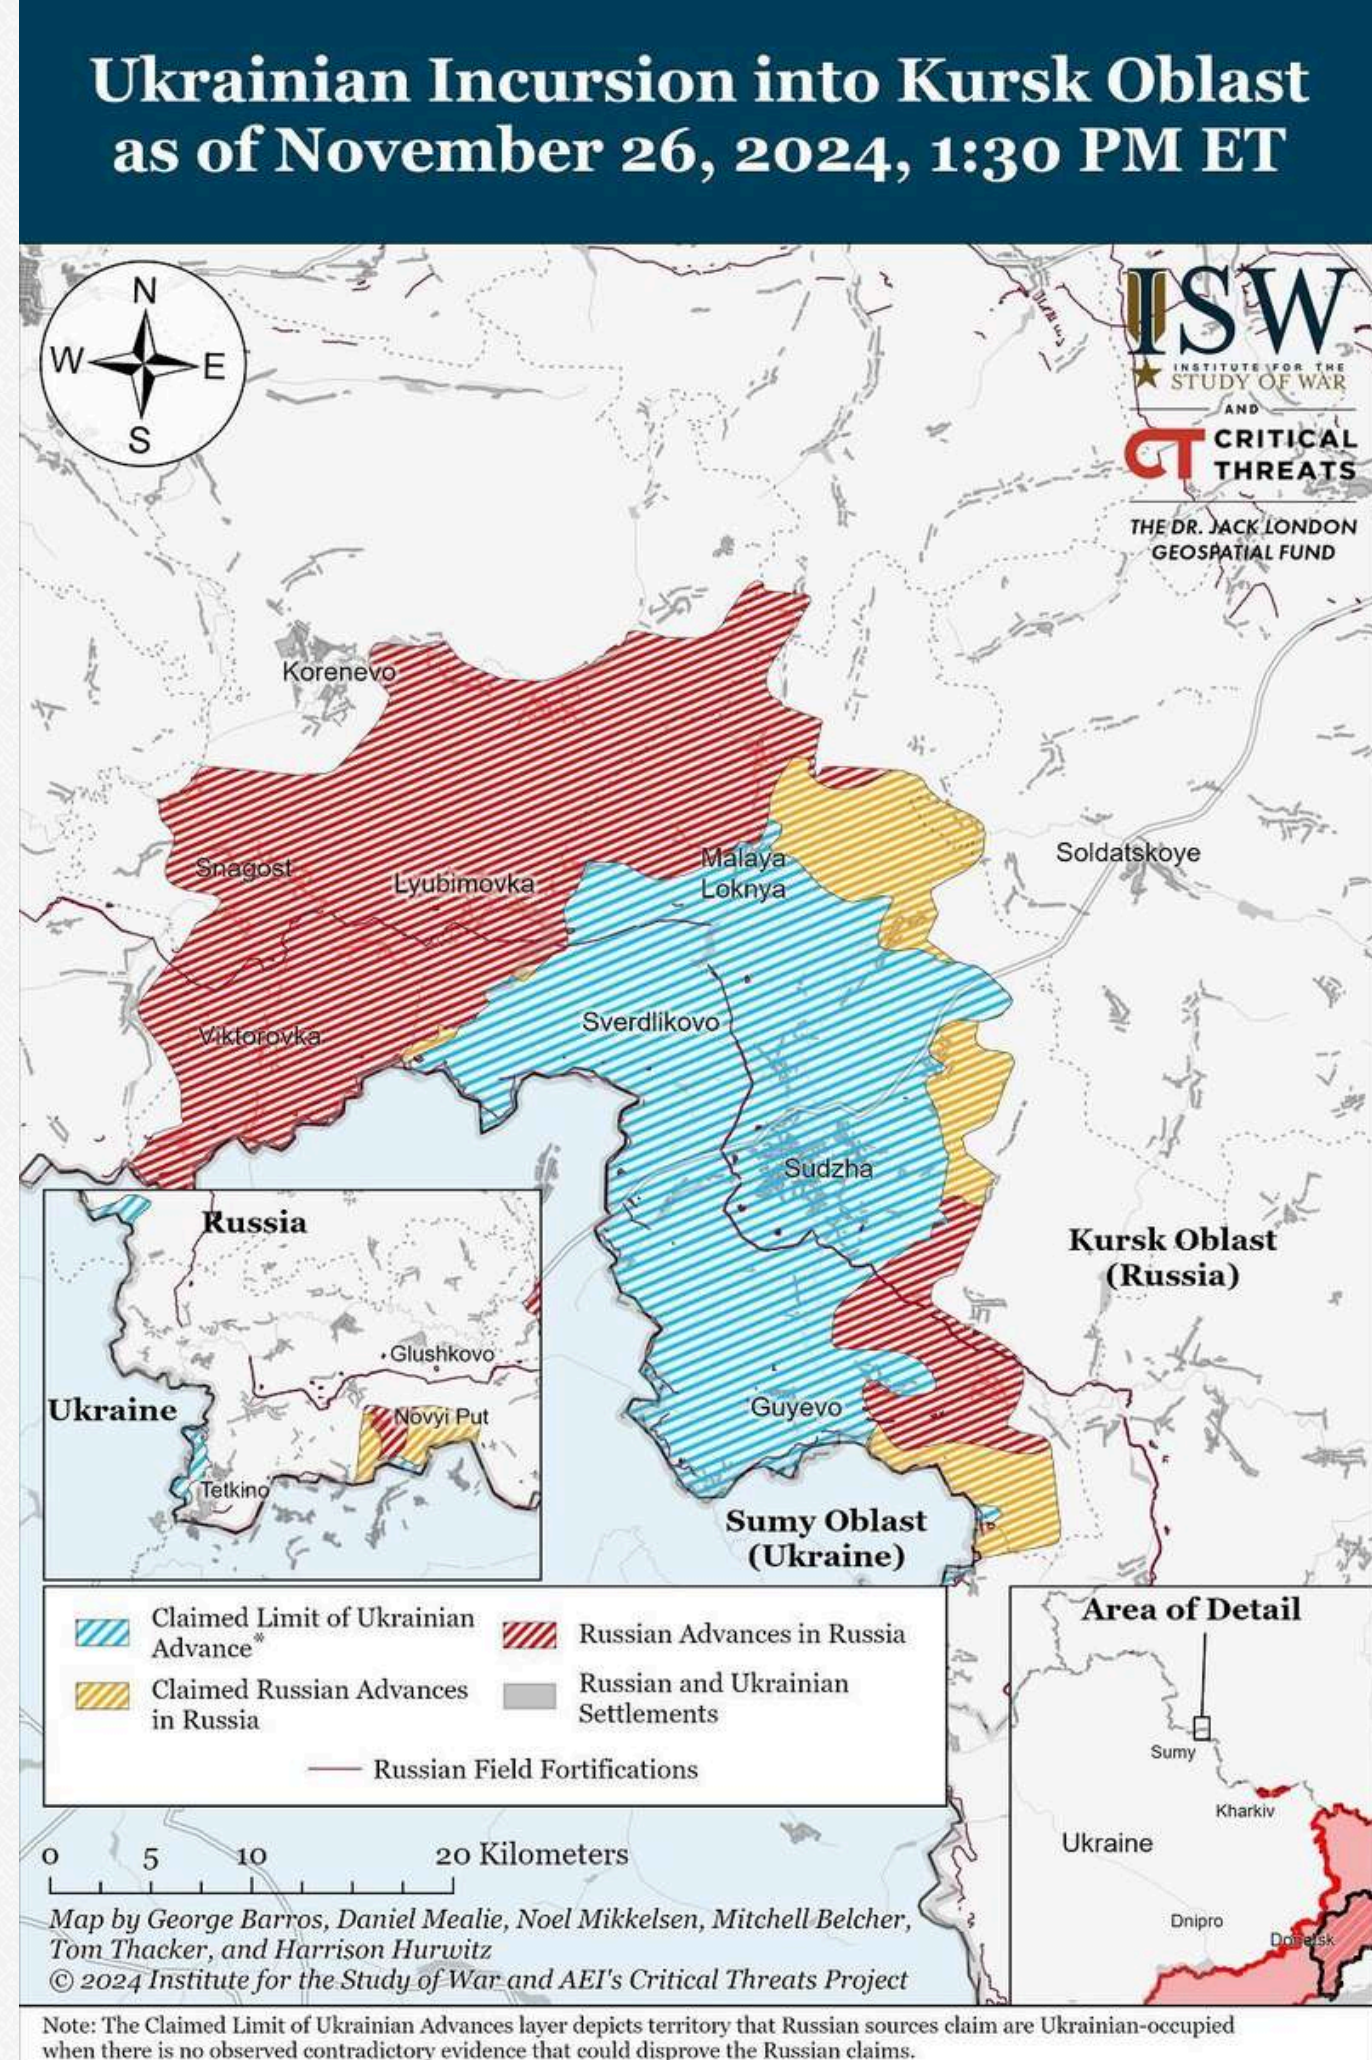 Ukrainian Incursion into Kursk Oblast
as of November 26, 2024, 1:30 PM ET
N
W
E
S
ISW
INSTITUTE FOR THE
STUDY OF WAR
AND
CT CRITICAL
THREATS
THE DR. JACK LONDON
GEOSPATIAL FUND
Korenevo
Snagost
Lyubimovka
Malaya
Loknya
Soldatskoye
Viktorovka
Sverdlikovo
Sudzha
Kursk Oblast
(Russia)
Guyevo
Sumy Oblast
(Ukraine)
Russia
Glushkovo
Ukraine
Novyi Put
Tetkino
Claimed Limit of Ukrainian
Advance*
Russian Advances in Russia
Claimed Russian Advances
in Russia
Russian and Ukrainian
Settlements
Russian Field Fortifications
Area of Detail
Sumy
Kharkiv
Ukraine
Dnipro
Donetsk
0 5 10 20 Kilometers
Map by George Barros, Daniel Mealie, Noel Mikkelsen, Mitchell Belcher,
Tom Thacker, and Harrison Hurwitz
© 2024 Institute for the Study of War and AEI's Critical Threats Project
Note: The Claimed Limit of Ukrainian Advances layer depicts territory that Russian sources claim are Ukrainian-occupied
when there is no observed contradictory evidence that could disprove the Russian claims.